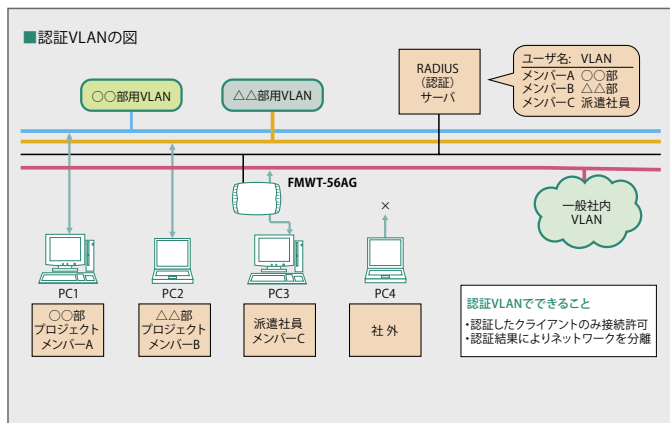 ■認証VLANの図
○○部用VLAN
△△部用VLAN
RADIUS
（認証）
サーバ
ユーザ名: VLAN
メンバーA ○○部
メンバーB △△部
メンバーC 派遣社員
FMWT-56AG
一般社内
VLAN
×
PC1
PC2
PC3
PC4
○○部
プロジェクト
メンバーA
△△部
プロジェクト
メンバーB
派遣社員
メンバーC
社 外
認証VLANでできること
・認証したクライアントのみ接続許可
・認証結果によりネットワークを分離